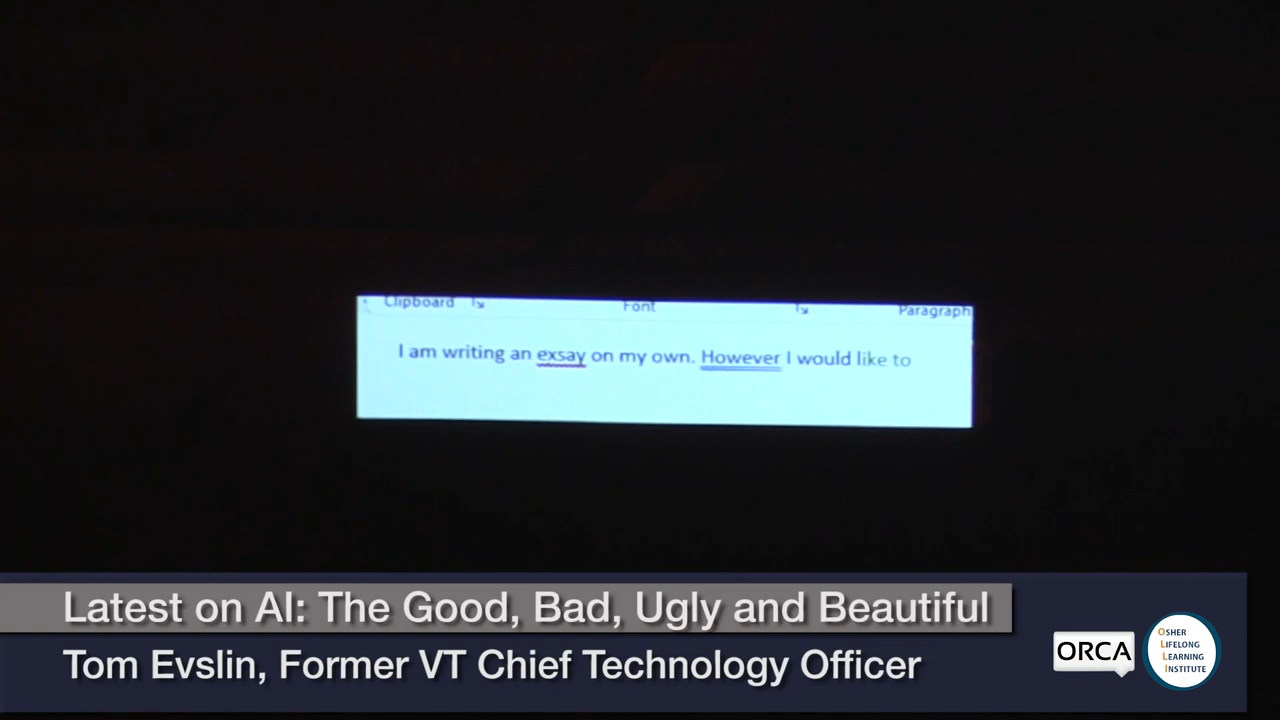 Clipboard Font Paragraph
I am writing an exsay on my own. However I would like to
Latest on AI: The Good, Bad, Ugly and Beautiful
Tom Evslin, Former VT Chief Technology Officer
ORCA
OSHER
LIFELONG
LEARNING
INSTITUTE